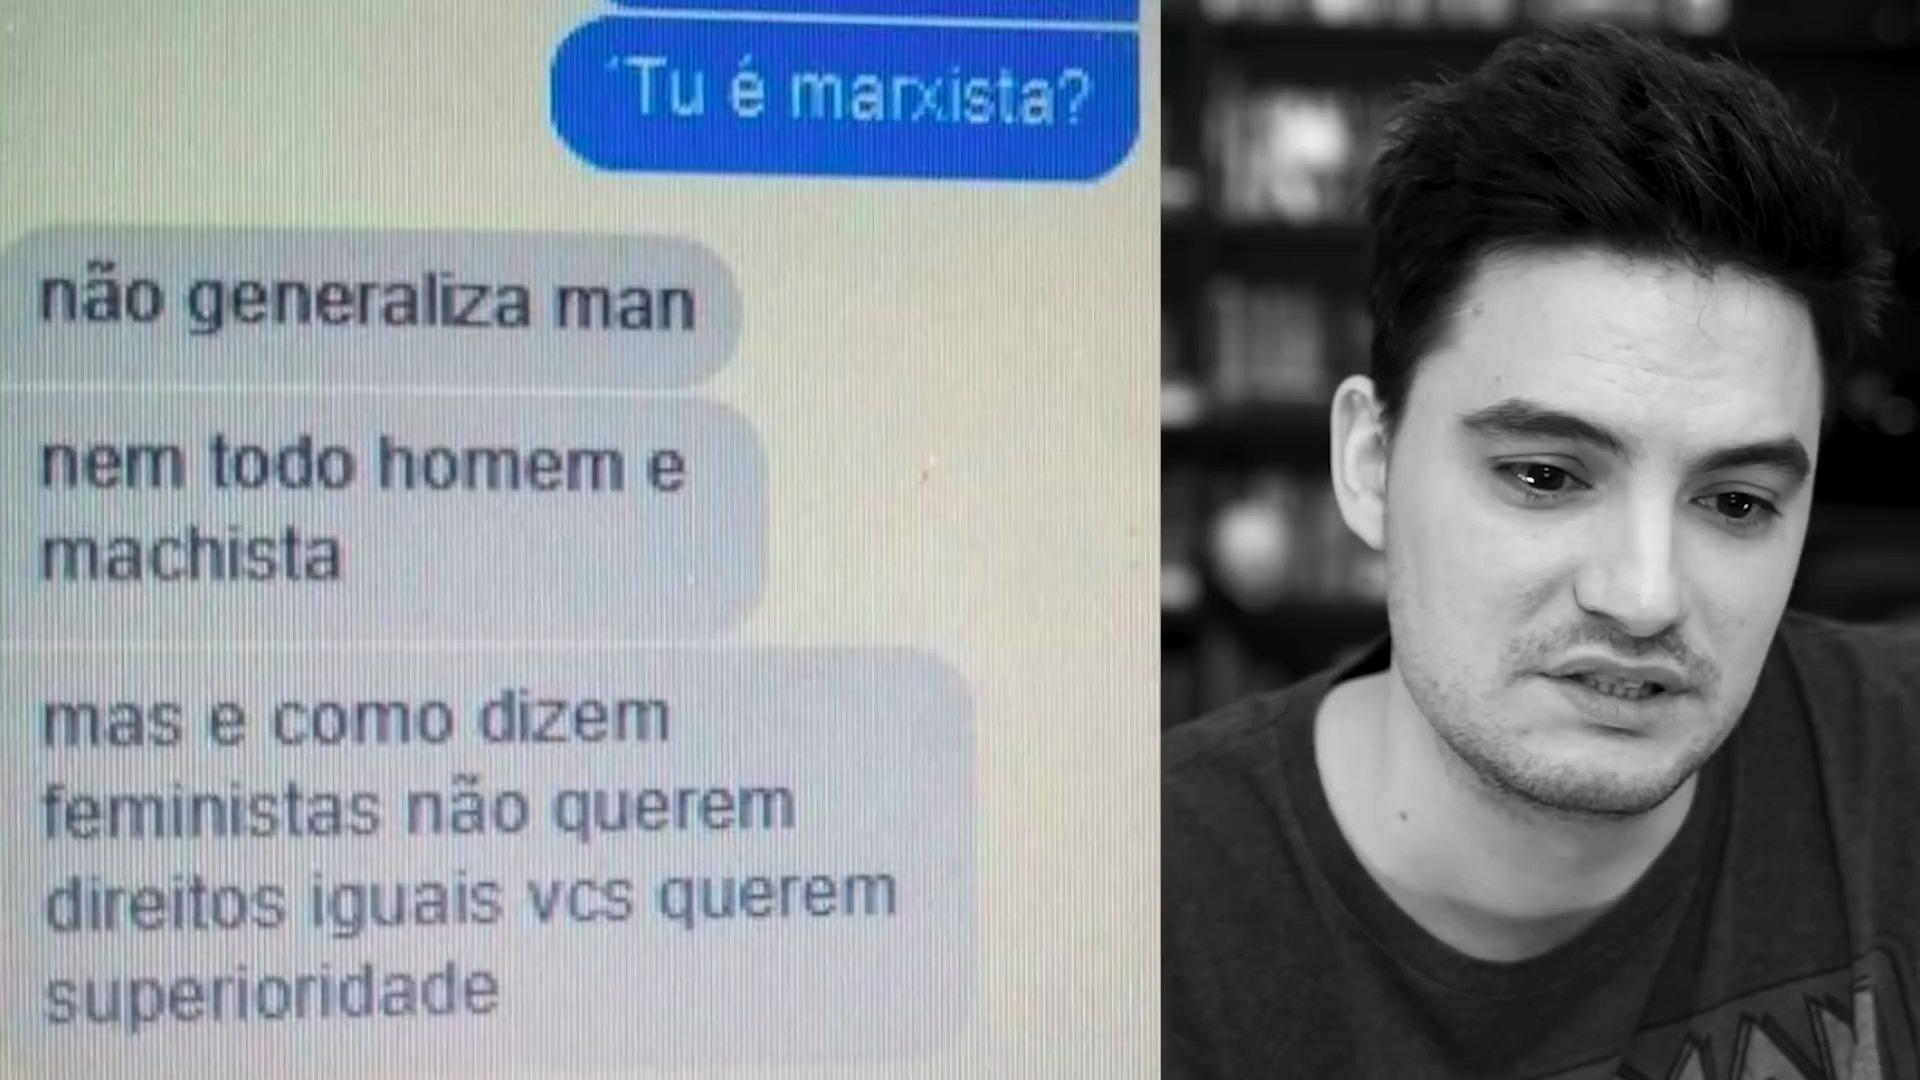 Tu é marxista?
não generaliza man
nem todo homem e
machista
mas e como dizem
feministas não querem
direitos iguais vcs querem
superioridade